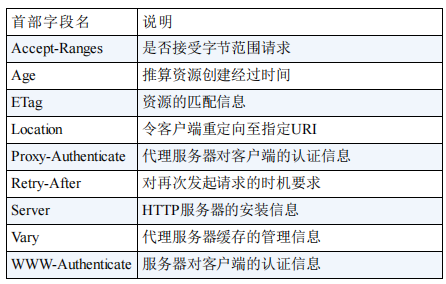 首部字段名 说明
Accept-Ranges 是否接受字节范围请求
Age 推算资源创建经过时间
ETag 资源的匹配信息
Location 令客户端重定向至指定URI
Proxy-Authenticate 代理服务器对客户端的认证信息
Retry-After 对再次发起请求的时机要求
Server HTTP服务器的安装信息
Vary 代理服务器缓存的管理信息
WWW-Authenticate 服务器对客户端的认证信息